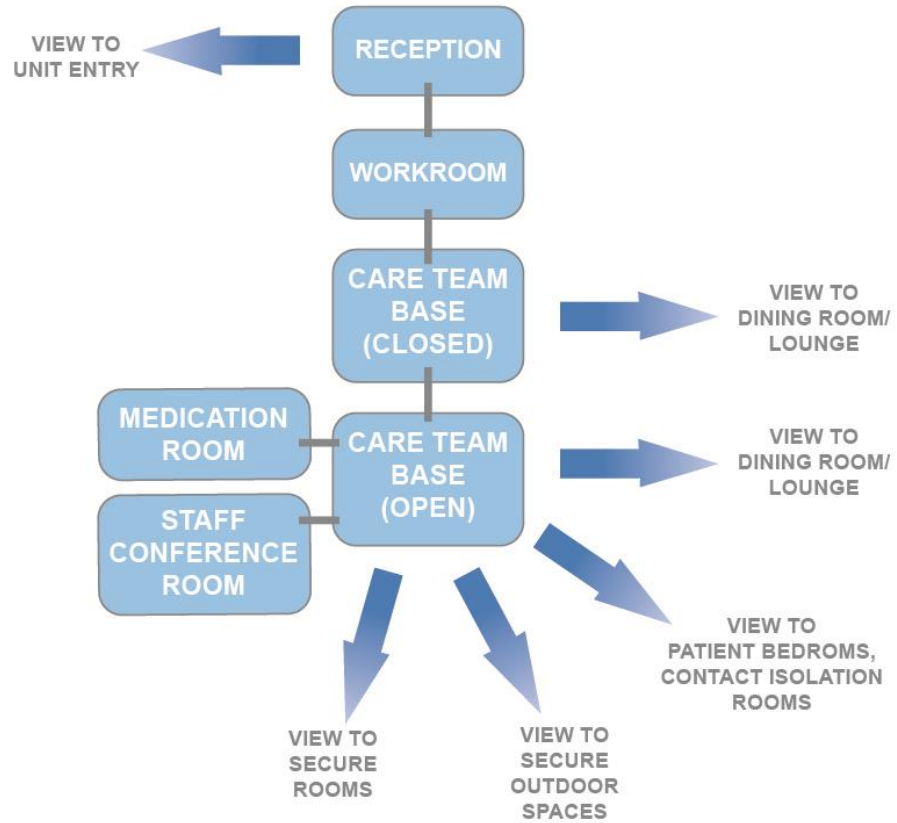 VIEW TO
UNIT ENTRY
RECEPTION
WORKROOM
CARE TEAM
BASE
(CLOSED)
VIEW TO
DINING ROOM/
LOUNGE
MEDICATION
ROOM
CARE TEAM
BASE
(OPEN)
VIEW TO
DINING ROOM/
LOUNGE
STAFF
CONFERENCE
ROOM
VIEW TO
PATIENT BEDROMS,
CONTACT ISOLATION
ROOMS
VIEW TO
SECURE
ROOMS
VIEW TO
SECURE
OUTDOOR
SPACES